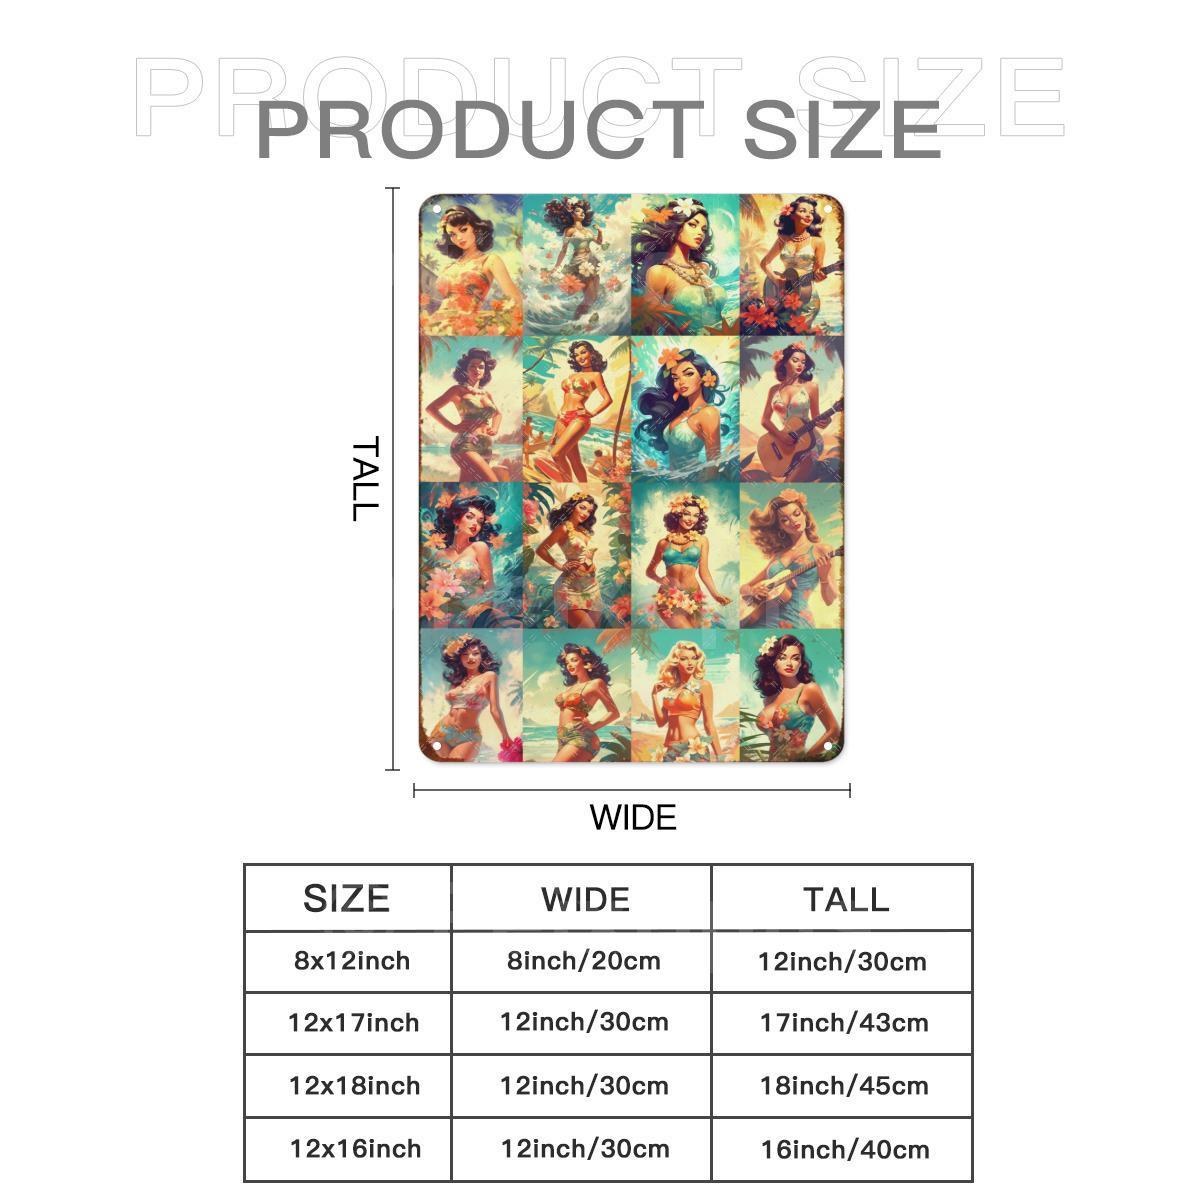 PRODUCT SIZE
PRODUCT SIZE
TALL
WIDE
SIZE WIDE TALL
8x12inch 8inch/20cm 12inch/30cm
12x17inch 12inch/30cm 17inch/43cm
12x18inch 12inch/30cm 18inch/45cm
12x16inch 12inch/30cm 16inch/40cm